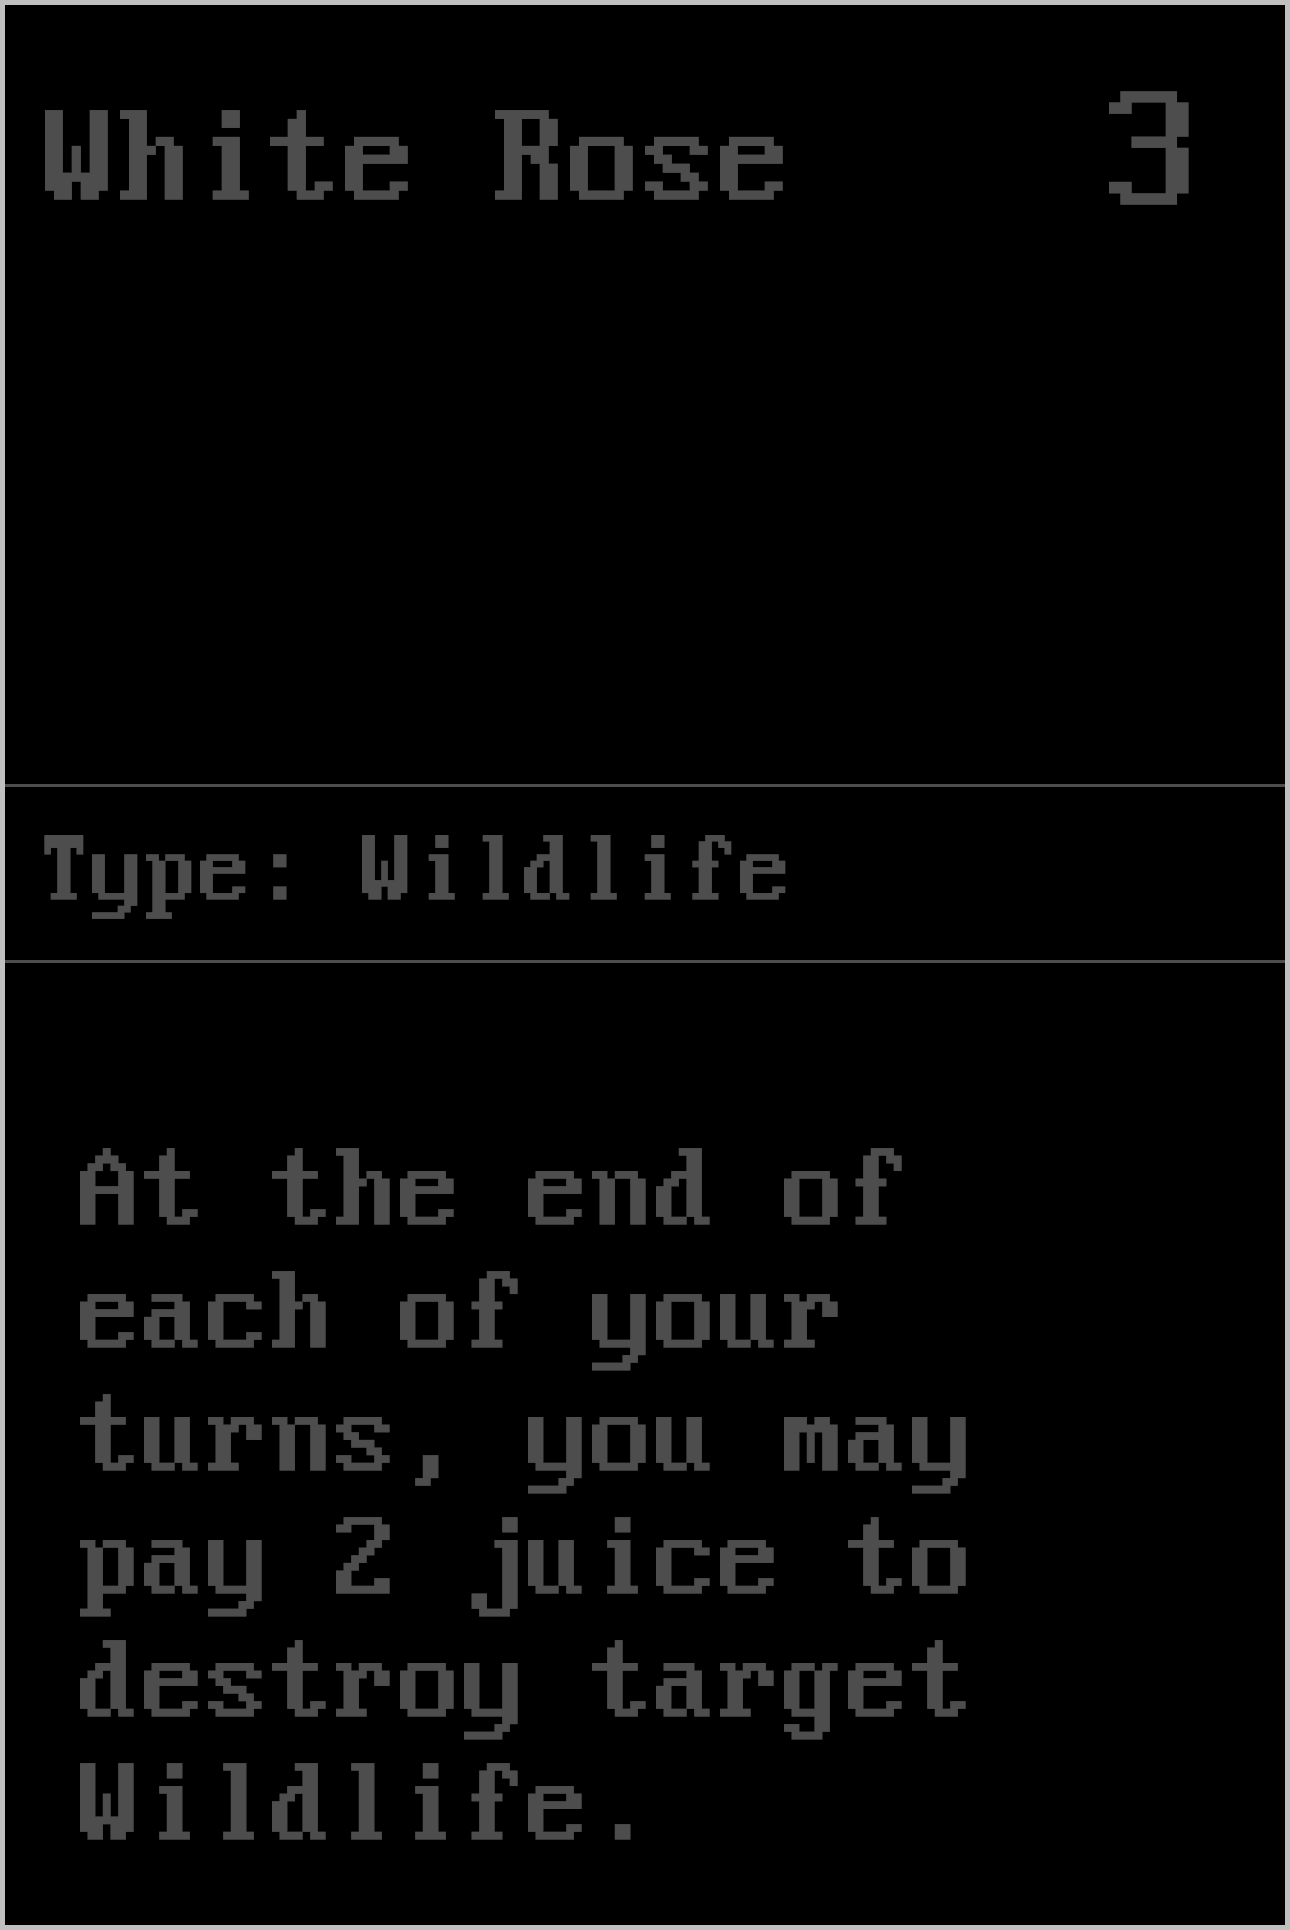 White Rose 3
Type: Wildlife
At the end of
each of your
turns, you may
pay 2 juice to
destroy target
Wildlife.